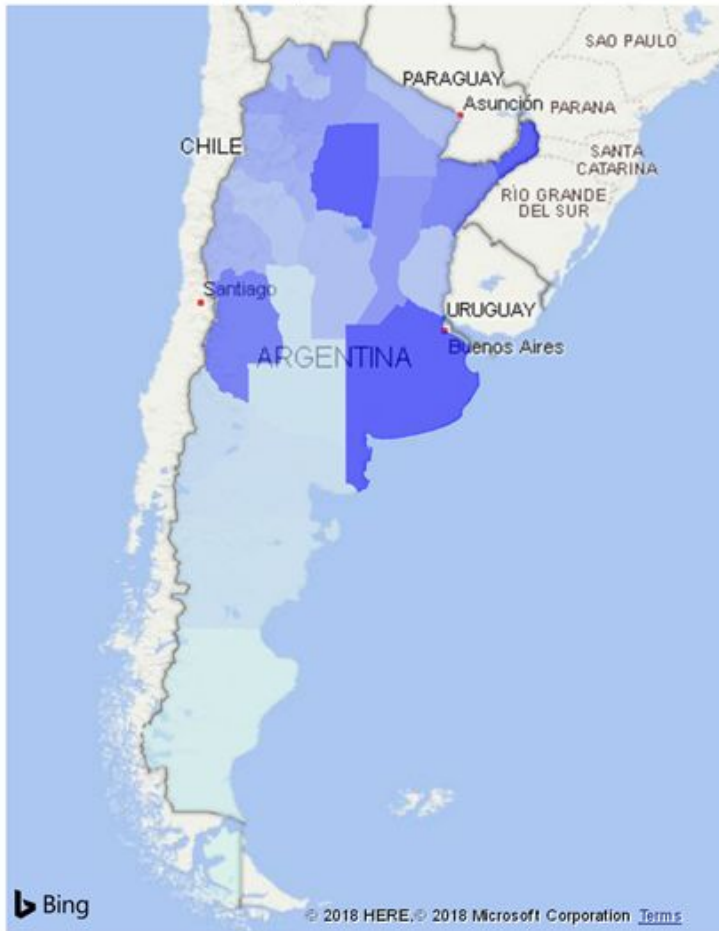 SAO PAULO
PARAGUAY
Asunción
PARANA
CHILE
SANTA
CATARINA
RÌO GRANDE
DEL SUR
Santiago
URUGUAY
ARGENTINA
Buenos Aires
Bing
© 2018 HERE,© 2018 Microsoft Corporation Terms